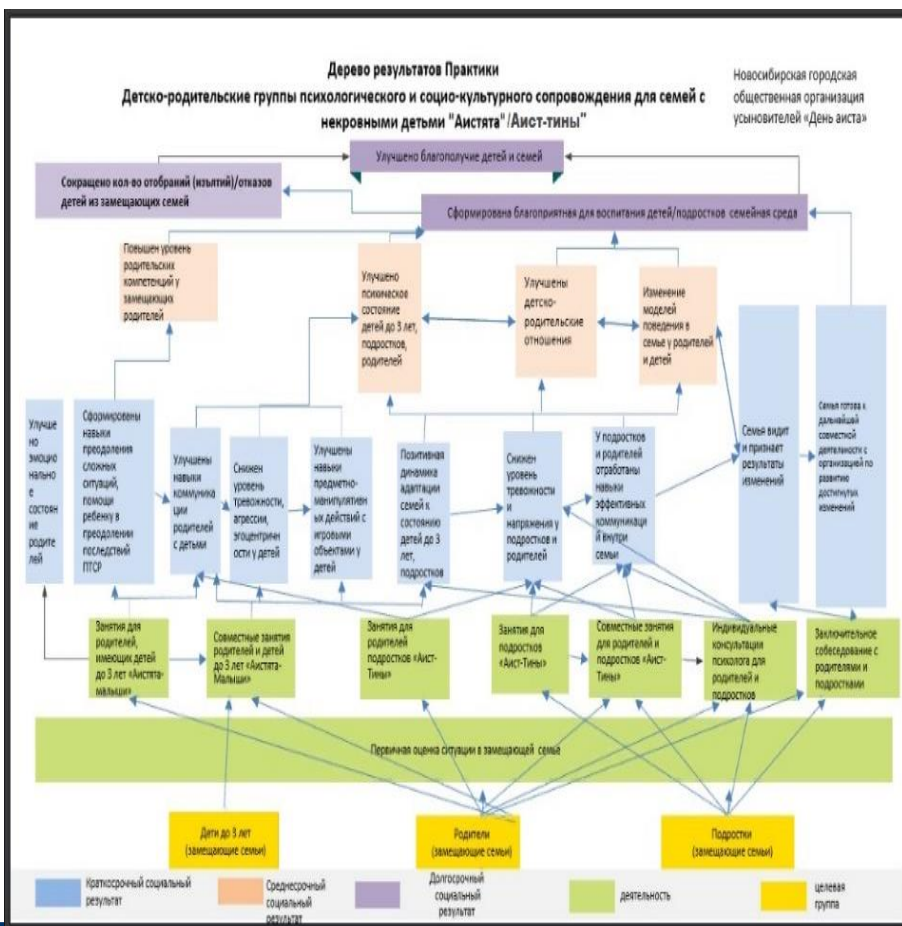 Дерево результатов Практики
Детско-родительские группы психологического и социо-культурного сопровождения для семей с
некровными детьми "Аистята"/Аист-тины"
Новосибирская городская
общественная организация
усыновителей «День аиста»
Улучшено благополучие детей и семей
Сокращено кол-во отобраний (изъятий)/отказов
детей из замещающих семей
Сформирована благоприятная для воспитания детей/подростков семейная среда
Повышен уровень
родительских
компетенций у
замещающих
родителей
Улучшено
психическое
состояние
детей до 3 лет,
подростков,
родителей
Улучшены
детско-
родительские
отношения
Изменение
моделей
поведения в
семье у родителей
и детей
Улучше
но
эмоцио
нально
е
состоя
ние
родите
лей
Сформированы
навыки
преодоления
сложных
ситуаций,
помощи
ребенку в
преодолении
последствий
ПТСР
Улучшены
навыки
коммуника
ции
родителей
с детьми
Снижен
уровень
тревожности,
агрессии,
эгоцентрич
ности у детей
Улучшены
навыки
предметно-
манипулятив
ных действий с
игровыми
объектами у
детей
Позитивная
динамика
адаптации
семей к
состоянию
детей до 3
лет,
подростков
Снижен
уровень
тревожности
и
напряжения у
подростков и
родителей
У подростков
и родителей
отработаны
навыки
эффективных
коммуникаци
й внутри
семьи
Семья видит
и признает
результаты
изменений
Семья готова к
дальнейшей
совместной
деятельности с
организацией по
развитию
достигнутых
изменений
Занятия для
родителей,
имеющих детей
до 3 лет «Аистята-
малыши»
Совместные занятия
родителей и детей
до 3 лет «Аистята-
Малыши»
Занятия для
родителей
подростков «Аист-
Тины»
Занятия для
подростков
«Аист-Тины»
Совместные занятия
для родителей и
подростков «Аист-
Тины»
Индивидуальные
консультации
психолога для
родителей и
подростков
Заключительное
собеседование с
родителями и
подростками
Первичная оценка ситуации в замещающей семье
Дети до 3 лет
(замещающие семьи)
Родители
(замещающие семьи)
Подростки
(замещающие семьи)
Краткосрочный социальный
результат
Среднесрочный
социальный
результат
Долгосрочный
социальный
результат
деятельность
целевая
группа